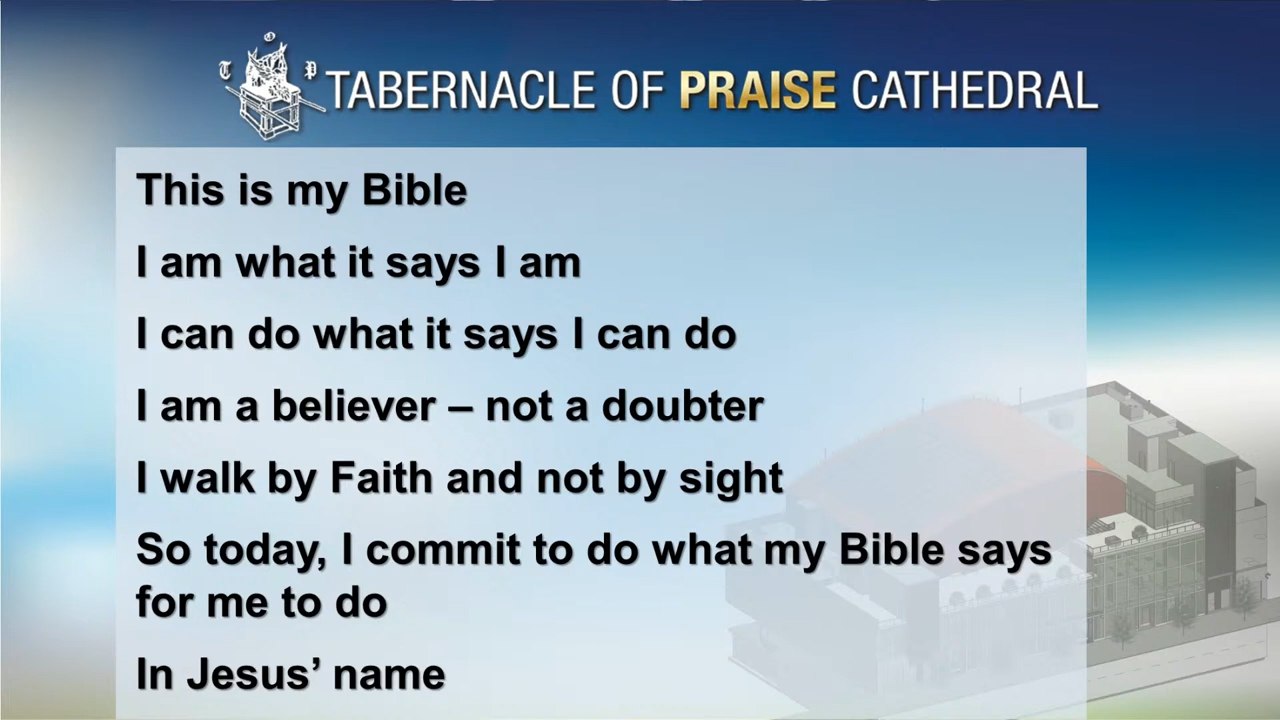 T O P
TABERNACLE OF PRAISE CATHEDRAL
This is my Bible
I am what it says I am
I can do what it says I can do
I am a believer – not a doubter
I walk by Faith and not by sight
So today, I commit to do what my Bible says
for me to do
In Jesus’ name